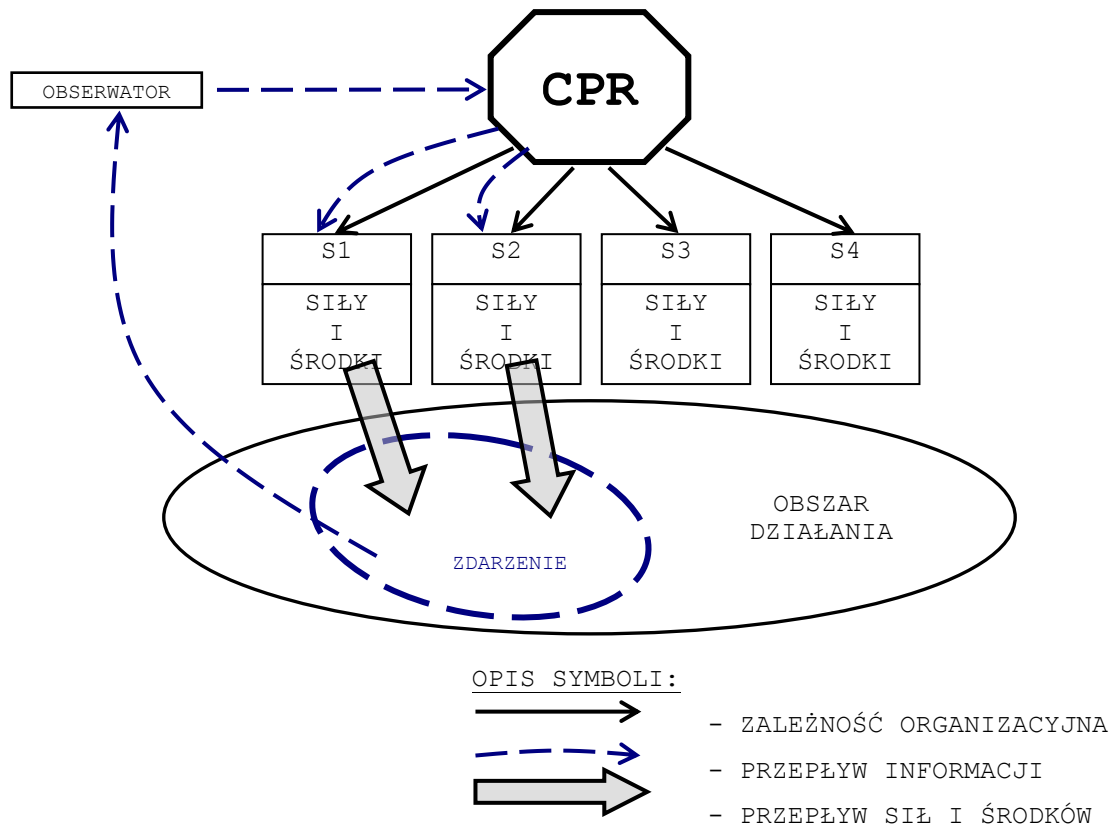 CPR
OBSERWATOR
S1
S2
S3
S4
SIŁY
I
ŚRODKI
SIŁY
I
ŚRODKI
SIŁY
I
ŚRODKI
SIŁY
I
ŚRODKI
OBSZAR
DZIAŁANIA
ZDARZENIE
OPIS SYMBOLI:
- ZALEŻNOŚĆ ORGANIZACYJNA
- PRZEPŁYW INFORMACJI
- PRZEPŁYW SIŁ I ŚRODKÓW